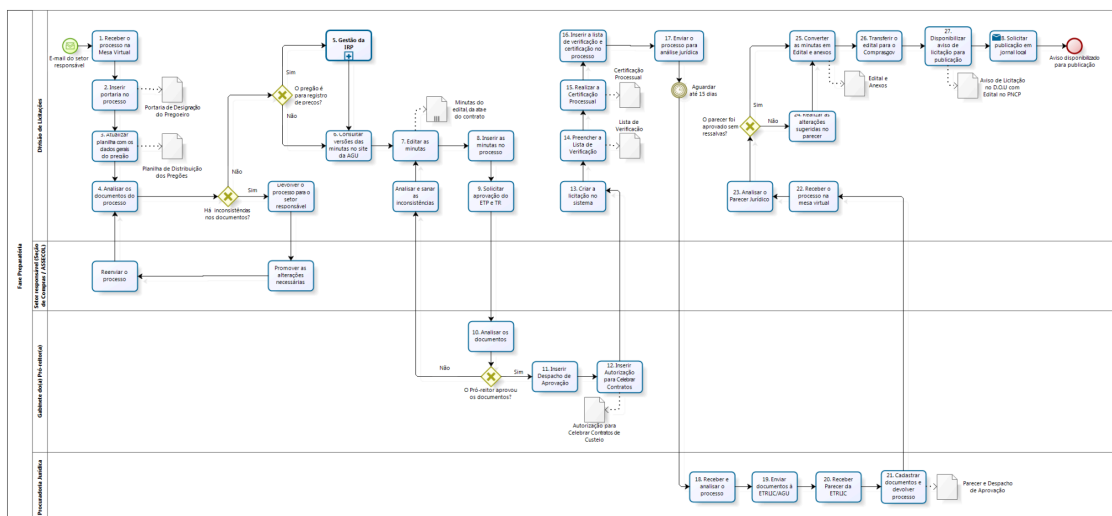 Fase Preparatória
Divisão de Licitações
E-mail do setor
responsável
1. Receber o
processo na
Mesa Virtual
2. Inserir
portaria no
processo
Portaria de Designação
do Pregoeiro
3. Atualizar
planilha com os
dados gerais
do pregão
Planilha de Distribuição
dos Pregões
4. Analisar os
documentos do
processo
Há inconsistências
nos documentos?
Não
Sim
Devolver o
processo para o
setor
responsável
O pregão é
para registro
de preços?
Sim
Não
5. Gestão da
IRP
6. Consultar
versões das
minutas no site
da AGU
7. Editar as
minutas
Minutas do
edital, da ata e
do contrato
8. Inserir as
minutas no
processo
9. Solicitar
aprovação do
ETP e TR
Analisar e sanar
as
inconsistências
13. Criar a
licitação no
sistema
14. Preencher a
Lista de
Verificação
Lista de
Verificação
15. Realizar a
Certificação
Processual
Certificação
Processual
16. Inserir a lista
de verificação e
certificação no
processo
17. Enviar o
processo para
análise jurídica
Aguardar
até 15 dias
22. Receber o
processo na
mesa virtual
23. Analisar o
Parecer Jurídico
O parecer foi
aprovado sem
ressalvas?
Sim
Não
24. Realizar as
alterações
sugeridas no
parecer
25. Converter
as minutas em
Edital e anexos
Edital e
Anexos
26. Transferir o
edital para o
Comprasgov
27.
Disponibilizar
aviso de
licitação para
publicação
Aviso de Licitação
no D.O.U com
Edital no PNCP
8. Solicitar
publicação em
jornal local
Aviso disponibilizado
para publicação
Setor responsável (Seção
de Compras / ASSECOL)
Reenviar o
processo
Promover as
alterações
necessárias
Gabinete do(a) Pró-reitor(a)
10. Analisar os
documentos
O Pró-reitor aprovou
os documentos?
Não
Sim
11. Inserir
Despacho de
Aprovação
12. Inserir
Autorização
para Celebrar
Contratos
Autorização para
Celebrar Contratos de
Custeio
Procuradoria Jurídica
18. Receber e
analisar o
processo
19. Enviar
documentos à
ETRLIC/AGU
20. Receber
Parecer da
ETRLIC
21. Cadastrar
documentos e
devolver
processo
Parecer e Despacho
de Aprovação